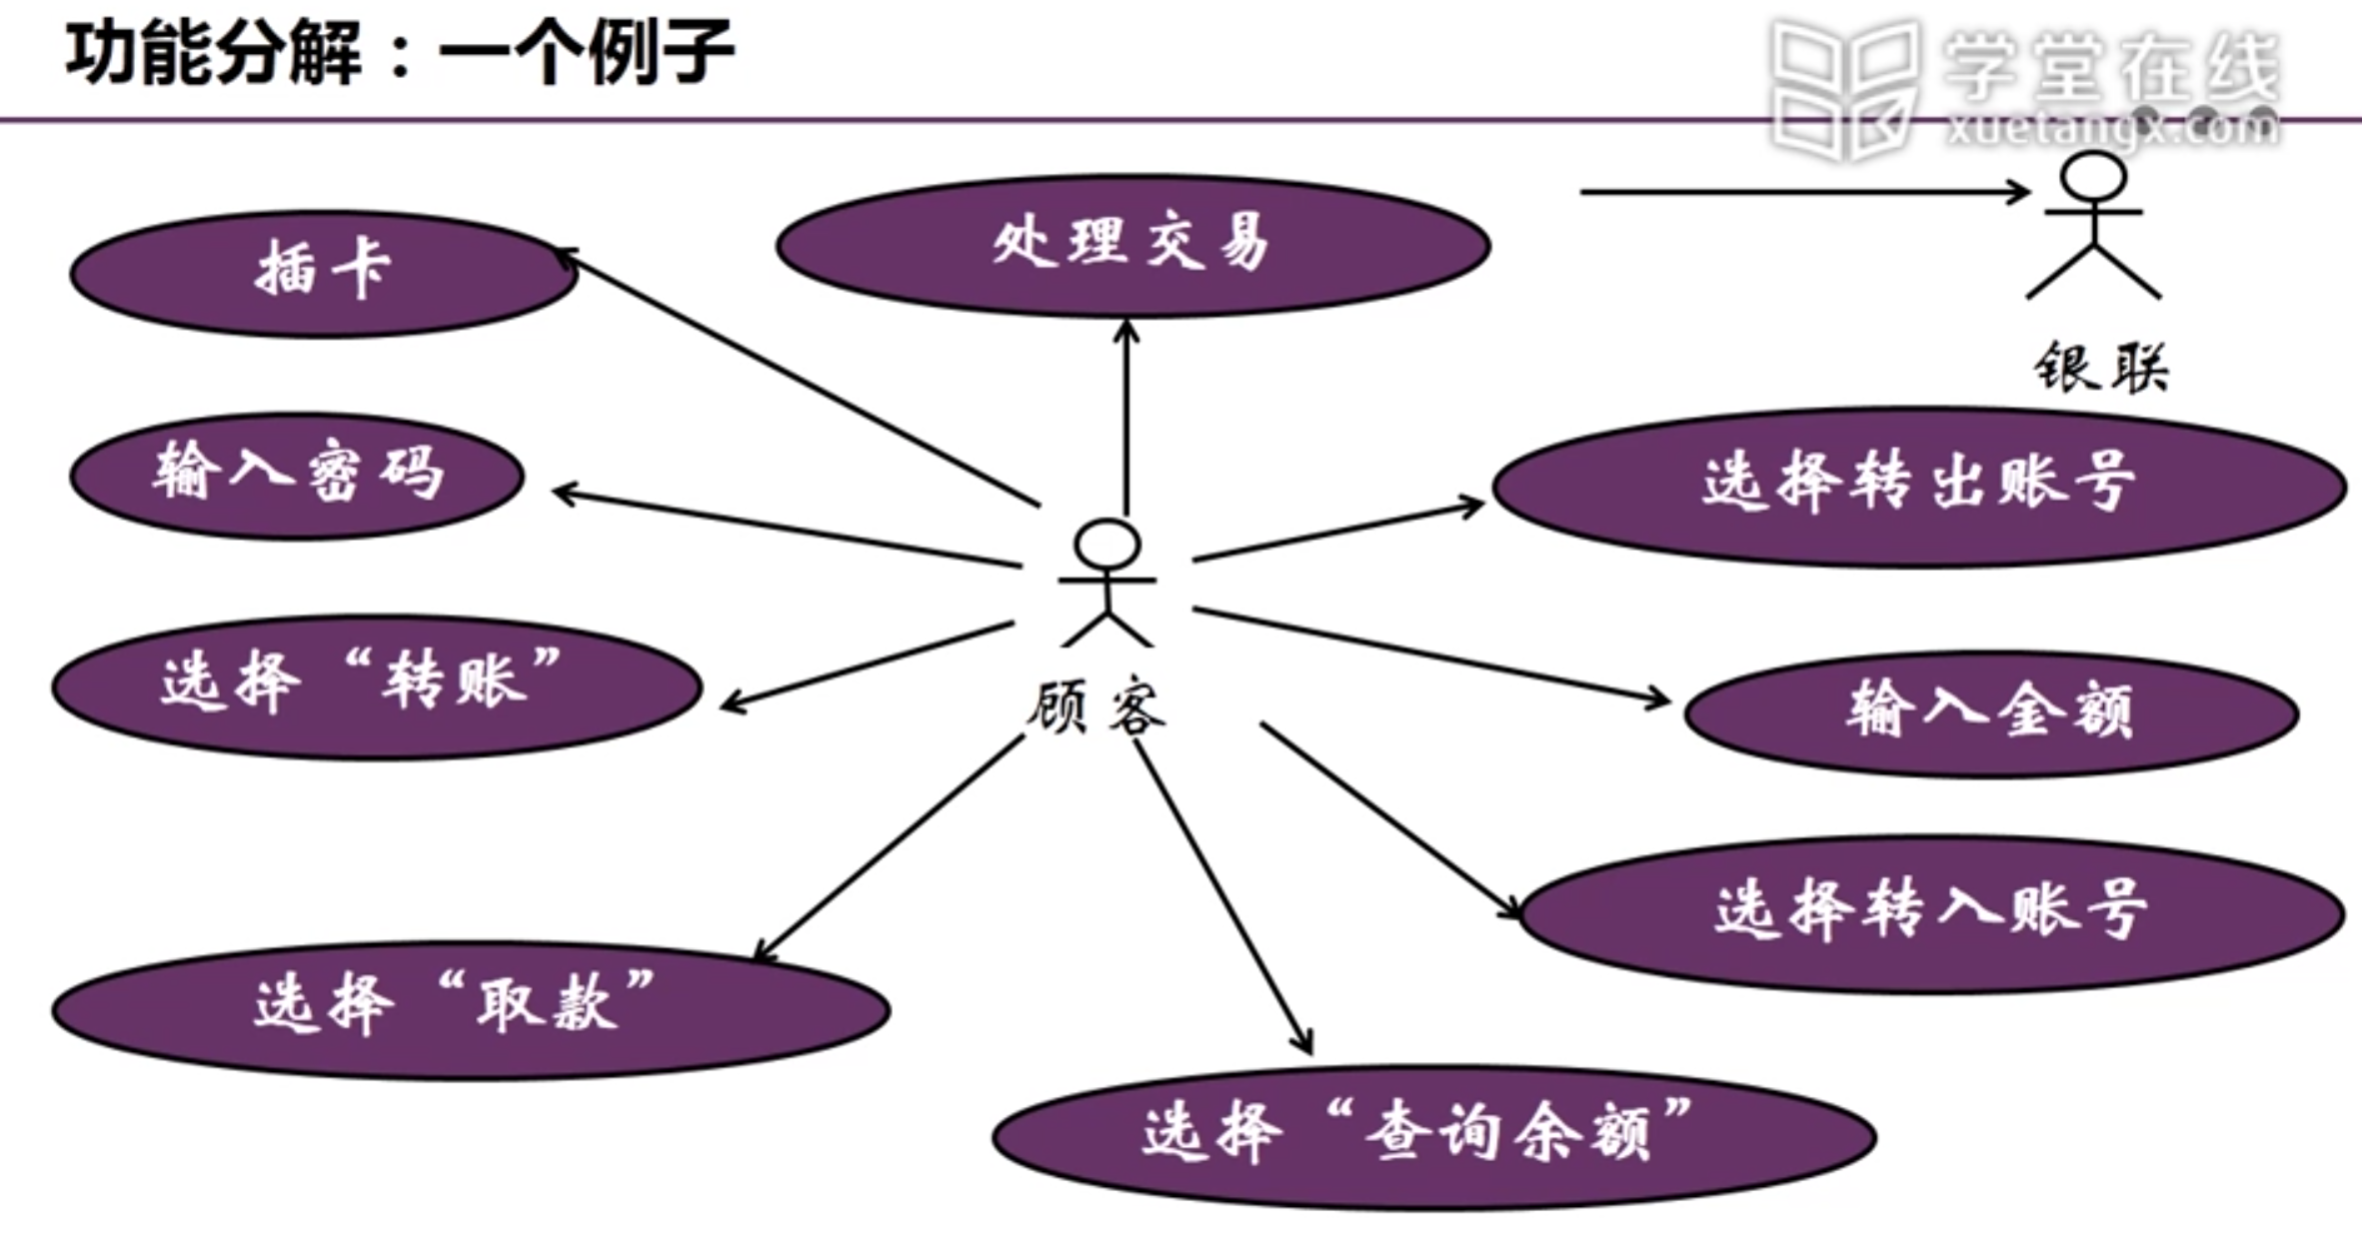 功能分解：一个例子
学堂在线
xuetangx.com
插卡
处理交易
银联
输入密码
选择转出账号
选择“转账”
顾客
输入金额
选择转入账号
选择“取款”
选择“查询余额”